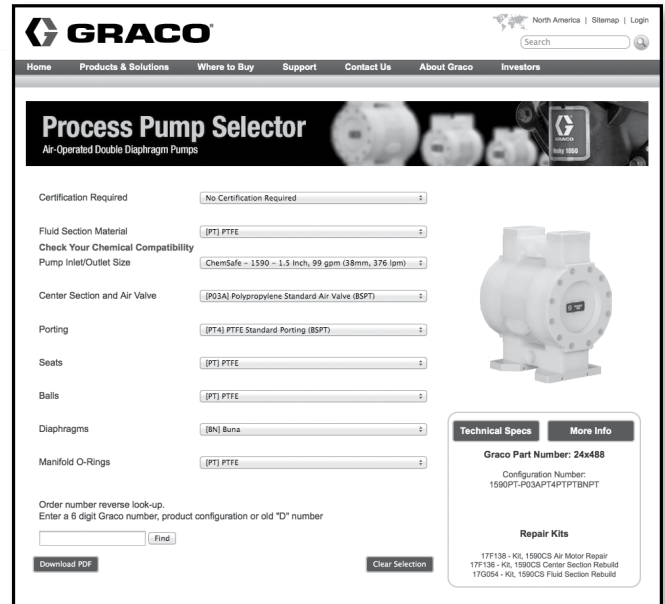 GRACO
North America | Sitemap | Login
Search
Home Products & Solutions Where to Buy Support Contact Us About Graco Investors
Process Pump Selector
Air-Operated Double Diaphragm Pumps
GRACO
Husky 1050
Certification Required No Certification Required
Fluid Section Material [PT] PTFE
Check Your Chemical Compatibility
Pump Inlet/Outlet Size ChemSafe – 1590 – 1.5 Inch, 99 gpm (38mm, 376 lpm)
Center Section and Air Valve [P03A] Polypropylene Standard Air Valve (BSPT)
Porting [PT4] PTFE Standard Porting (BSPT)
Seats [PT] PTFE
Balls [PT] PTFE
Diaphragms [BN] Buna
Manifold O-Rings [PT] PTFE
Order number reverse look-up.
Enter a 6 digit Graco number, product configuration or old "D" number
Find
Download PDF Clear Selection
Technical Specs More Info
Graco Part Number: 24x488
Configuration Number:
1590PT-P03APT4PTPTBNPT
Repair Kits
17F138 - Kit, 1590CS Air Motor Repair
17F136 - Kit, 1590CS Center Section Rebuild
17G054 - Kit, 1590CS Fluid Section Rebuild